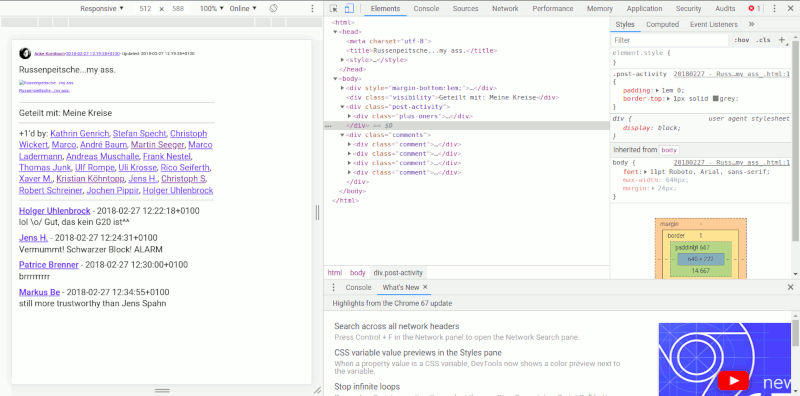 Responsive ▼ 512 × 588 100% ▼ Online ▼
Elements Console Sources Network Performance Memory Application Security Audits 1
2018-02-27 12:19:38+0100
Russenpeitsche...my ass.
Russenpeitsche...my ass.
Geteilt mit: Meine Kreise
+1'd by: Kathrin Genrich, Stefan Specht, Christoph
Wickert, Marco, André Baum, Martin Seeger, Marco
Ladermann, Andreas Muschalle, Frank Nestel,
Thomas Junk, Ulf Rompe, Uli Krosse, Rico Seiferth,
Xaver M., Kristian Köhntopp, Jens H., Christoph S,
Robert Schreiner, Jochen Pippir, Holger Uhlenbrock
Holger Uhlenbrock - 2018-02-27 12:22:18+0100
lol \o/ Gut, das kein G20 ist^^
Jens H. - 2018-02-27 12:24:31+0100
Vermummt! Schwarzer Block! ALARM
Patrice Brenner - 2018-02-27 12:30:00+0100
brrrrrrrrr
Markus Be - 2018-02-27 12:34:55+0100
still more trustworthy than Jens Spahn
<html>
▼<head>
<meta charset="utf-8">
<title>Russenpeitsche...my ass.</title>
▶<style>…</style>
</head>
▼<body>
▶<div style="margin-bottom:1em;">…</div>
<div class="visibility">Geteilt mit: Meine Kreise</div>
▼<div class="post-activity">
▶<div class="plus-oners">…</div>
… </div> == $0
▼<div class="comments">
▶<div class="comment">…</div>
▶<div class="comment">…</div>
▶<div class="comment">…</div>
▶<div class="comment">…</div>
</div>
</body>
</html>
html body div.post-activity
Styles Computed Event Listeners »
Filter :hov .cls +
element.style {
}
.post-activity 20180227 - Russ…my ass_.html:1
{
padding:▶1em 0;
border-top:▶1px solid grey;
}
div { user agent stylesheet
display: block;
}
Inherited from body
body { 20180227 - Russ…my ass_.html:1
font:▶11pt Roboto, Arial, sans-serif;
max-width: 640px;
margin:▶24px;
}
margin -
border 1
padding 14.667
640 × 222
14.667
Console What's New ×
Highlights from the Chrome 67 update
Search across all network headers
Press Control + F in the Network panel to open the Network Search pane.
CSS variable value previews in the Styles pane
When a property value is a CSS variable, DevTools now shows a color preview next to
the variable.
Stop infinite loops
new